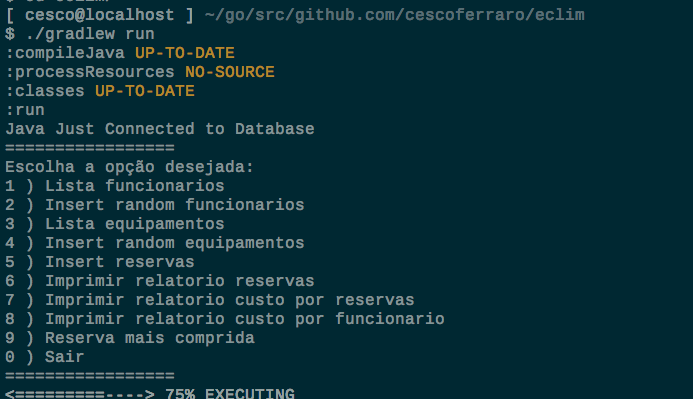 [ cesco@localhost ] ~/go/src/github.com/cescoferraro/eclim
$ ./gradlew run
:compileJava UP-TO-DATE
:processResources NO-SOURCE
:classes UP-TO-DATE
:run
Java Just Connected to Database
=================
Escolha a opção desejada:
1 ) Lista funcionarios
2 ) Insert random funcionarios
3 ) Lista equipamentos
4 ) Insert random equipamentos
5 ) Insert reservas
6 ) Imprimir relatorio reservas
7 ) Imprimir relatorio custo por reservas
8 ) Imprimir relatorio custo por funcionario
9 ) Reserva mais comprida
0 ) Sair
=================
<=========----> 75% EXECUTING